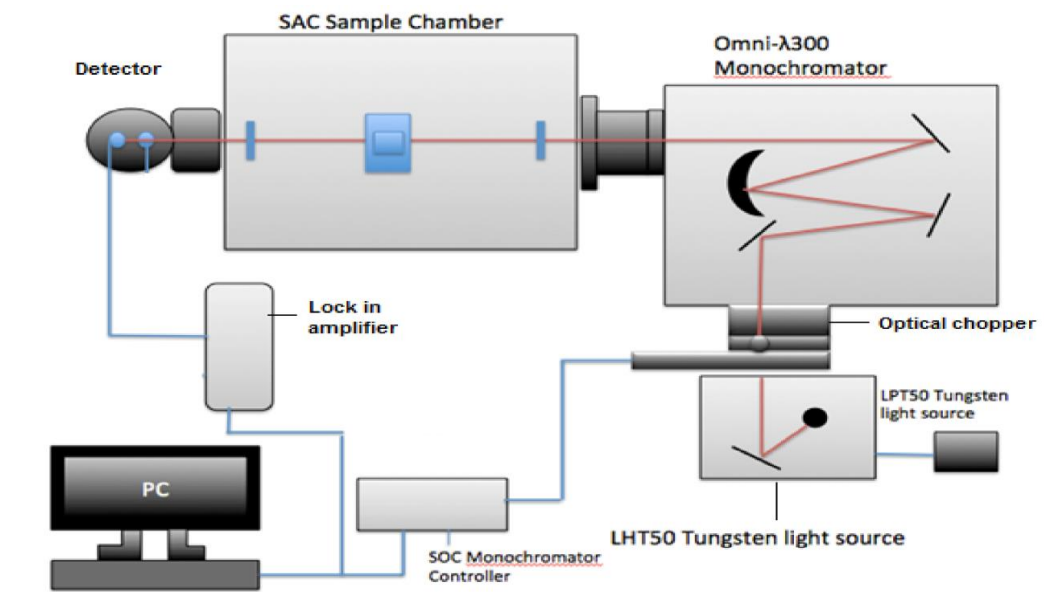 SAC Sample Chamber
Omni-λ300
Monochromator
Detector
Lock in
amplifier
Optical chopper
LPT50 Tungsten
light source
PC
LHT50 Tungsten light source
SOC Monochromator
Controller